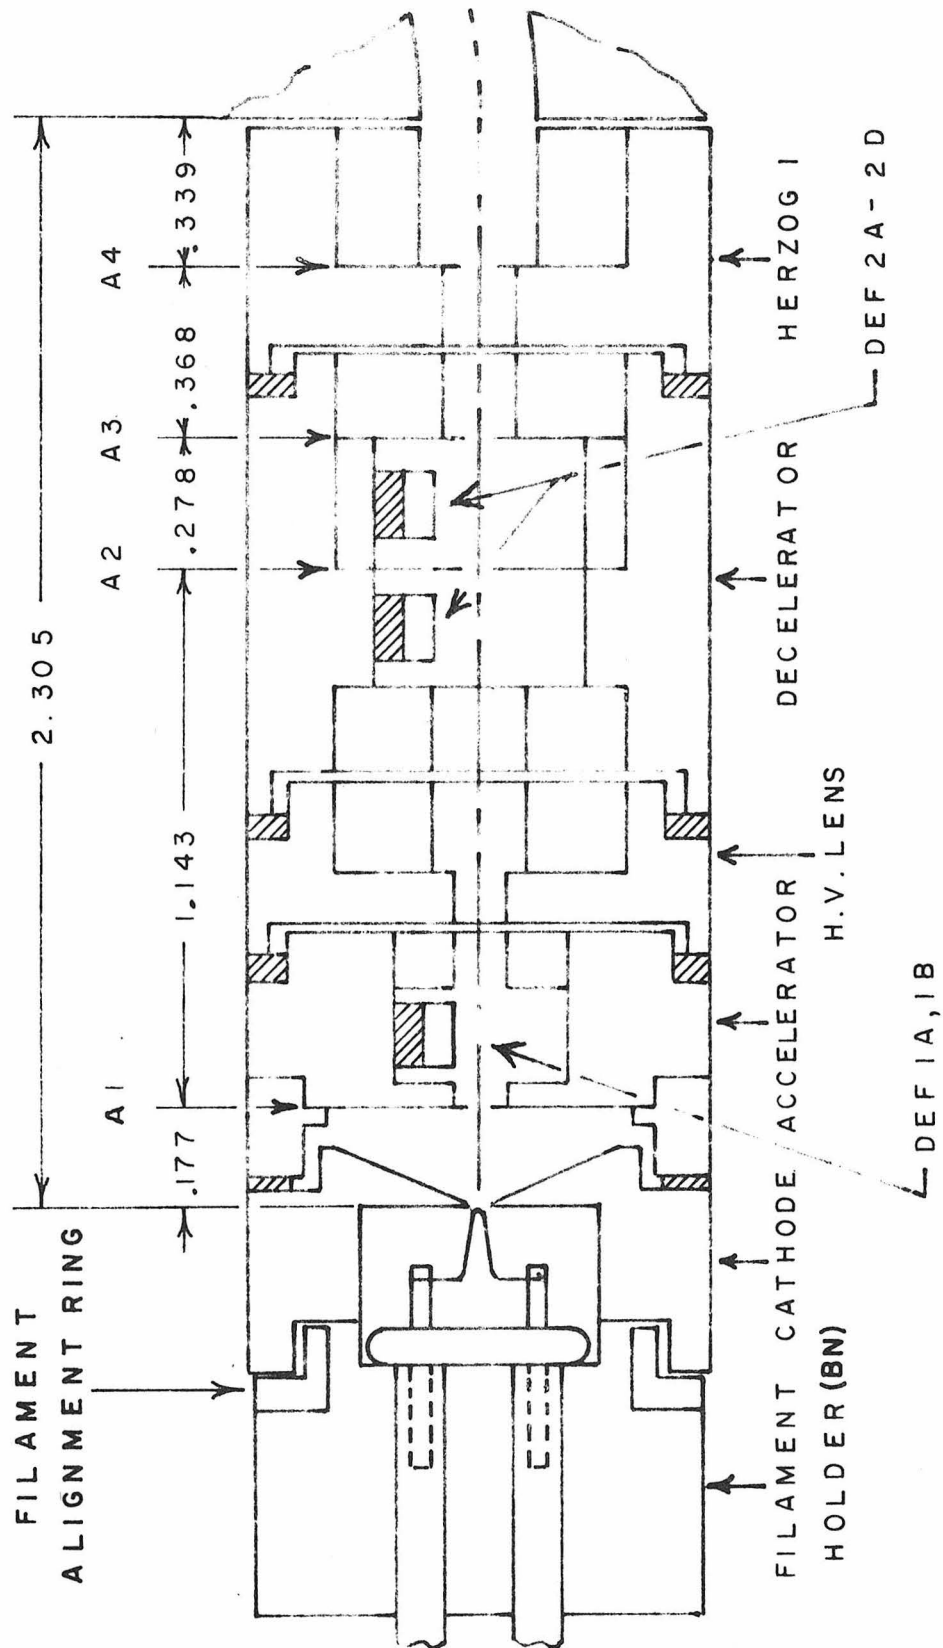 FILAMENT
ALIGNMENT RING
2.305
A1
A2
A3
A4
.177
1.143
.278
.368
.339
FILAMENT
HOLDER (BN)
CATHODE
ACCELERATOR
H.V. LENS
DECELERATOR
HERZOG 1
DEF 1A, 1B
DEF 2A-2D